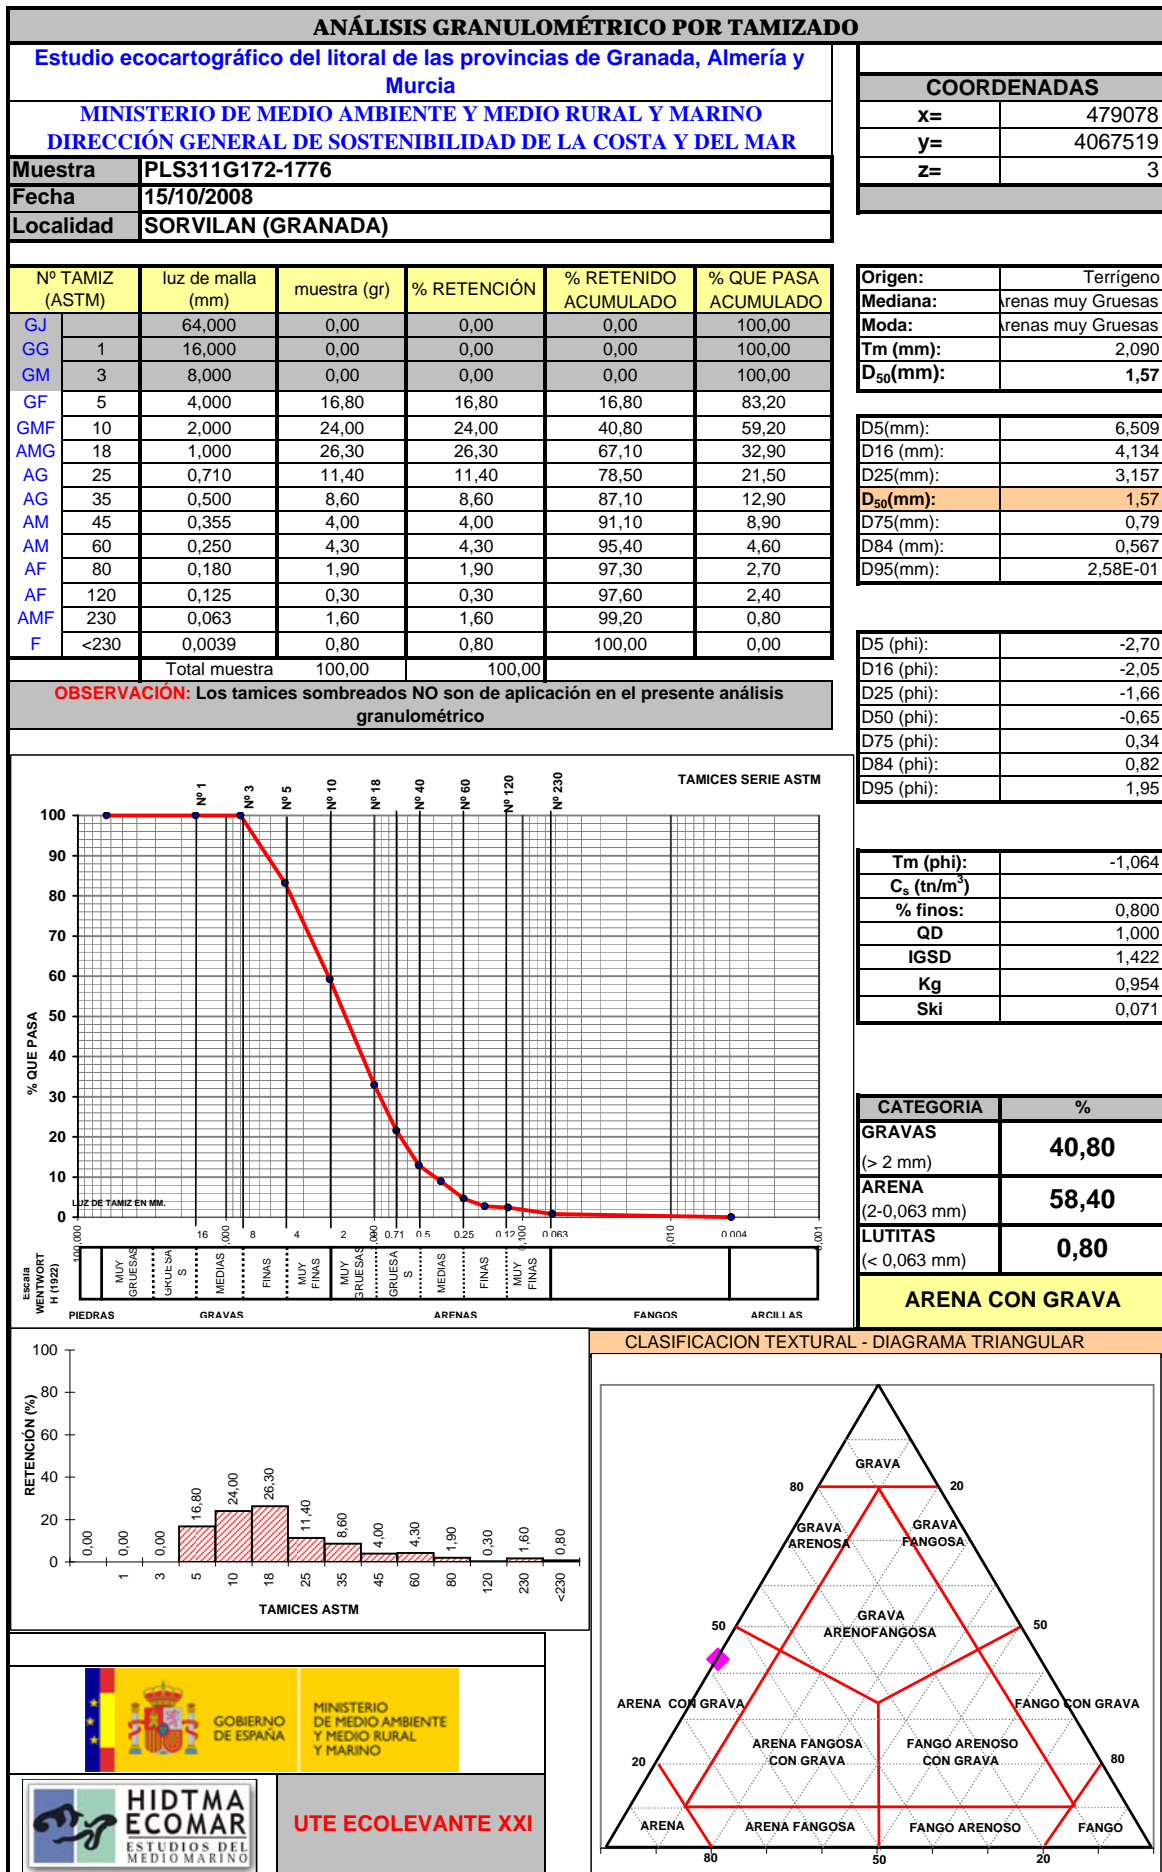 ANÁLISIS GRANULOMÉTRICO POR TAMIZADO
Estudio ecocartográfico del litoral de las provincias de Granada, Almería y
Murcia
MINISTERIO DE MEDIO AMBIENTE Y MEDIO RURAL Y MARINO
DIRECCIÓN GENERAL DE SOSTENIBILIDAD DE LA COSTA Y DEL MAR
Muestra PLS311G172-1776
Fecha 15/10/2008
Localidad SORVILAN (GRANADA)
COORDENADAS
x= 479078
y= 4067519
z= 3
Nº TAMIZ (ASTM) luz de malla (mm) muestra (gr) % RETENCIÓN % RETENIDO ACUMULADO % QUE PASA ACUMULADO
GJ 64,000 0,00 0,00 0,00 100,00
GG 1 16,000 0,00 0,00 0,00 100,00
GM 3 8,000 0,00 0,00 0,00 100,00
GF 5 4,000 16,80 16,80 16,80 83,20
GMF 10 2,000 24,00 24,00 40,80 59,20
AMG 18 1,000 26,30 26,30 67,10 32,90
AG 25 0,710 11,40 11,40 78,50 21,50
AG 35 0,500 8,60 8,60 87,10 12,90
AM 45 0,355 4,00 4,00 91,10 8,90
AM 60 0,250 4,30 4,30 95,40 4,60
AF 80 0,180 1,90 1,90 97,30 2,70
AF 120 0,125 0,30 0,30 97,60 2,40
AMF 230 0,063 1,60 1,60 99,20 0,80
F <230 0,0039 0,80 0,80 100,00 0,00
Total muestra 100,00 100,00
OBSERVACIÓN: Los tamices sombreados NO son de aplicación en el presente análisis
granulométrico
Origen: Terrígeno
Mediana: Arenas muy Gruesas
Moda: Arenas muy Gruesas
Tm (mm): 2,090
D50(mm): 1,57
D5(mm): 6,509
D16 (mm): 4,134
D25(mm): 3,157
D50(mm): 1,57
D75(mm): 0,79
D84 (mm): 0,567
D95(mm): 2,58E-01
D5 (phi): -2,70
D16 (phi): -2,05
D25 (phi): -1,66
D50 (phi): -0,65
D75 (phi): 0,34
D84 (phi): 0,82
D95 (phi): 1,95
Tm (phi): -1,064
Cs (tn/m3)
% finos: 0,800
QD 1,000
IGSD 1,422
Kg 0,954
Ski 0,071
CATEGORIA %
GRAVAS (> 2 mm) 40,80
ARENA (2-0,063 mm) 58,40
LUTITAS (< 0,063 mm) 0,80
ARENA CON GRAVA
TAMICES SERIE ASTM
Nº 1 Nº 3 Nº 5 Nº 10 Nº 18 Nº 40 Nº 60 Nº 120 Nº 230
% QUE PASA
100
90
80
70
60
50
40
30
20
10
0
LUZ DE TAMIZ EN MM.
100,000 16 8 4 2 0.71 0.5 0.25 0.12 0,100 0.063 0.004
Escala WENTWORTH (1922)
MUY GRUESAS GRUESAS MEDIAS FINAS MUY FINAS MUY GRUESAS GRUESAS MEDIAS FINAS MUY FINAS
PIEDRAS GRAVAS ARENAS FANGOS ARCILLAS
RETENCIÓN (%)
100
80
60
40
20
0
0,00 0,00 0,00 16,80 24,00 26,30 11,40 8,60 4,00 4,30 1,90 0,30 1,60 0,80
1 3 5 10 18 25 35 45 60 80 120 230 <230
TAMICES ASTM
CLASIFICACION TEXTURAL - DIAGRAMA TRIANGULAR
GRAVA
80 20
GRAVA ARENOSA
GRAVA FANGOSA
GRAVA
ARENOFANGOSA
50 50
ARENA CON GRAVA
FANGO CON GRAVA
ARENA FANGOSA
CON GRAVA
FANGO ARENOSO
CON GRAVA
20 80
ARENA ARENA FANGOSA FANGO ARENOSO FANGO
80 50 20
GOBIERNO
DE ESPAÑA
MINISTERIO
DE MEDIO AMBIENTE
Y MEDIO RURAL
Y MARINO
HIDTMA
ECOMAR
ESTUDIOS DEL
MEDIO MARINO
UTE ECOLEVANTE XXI